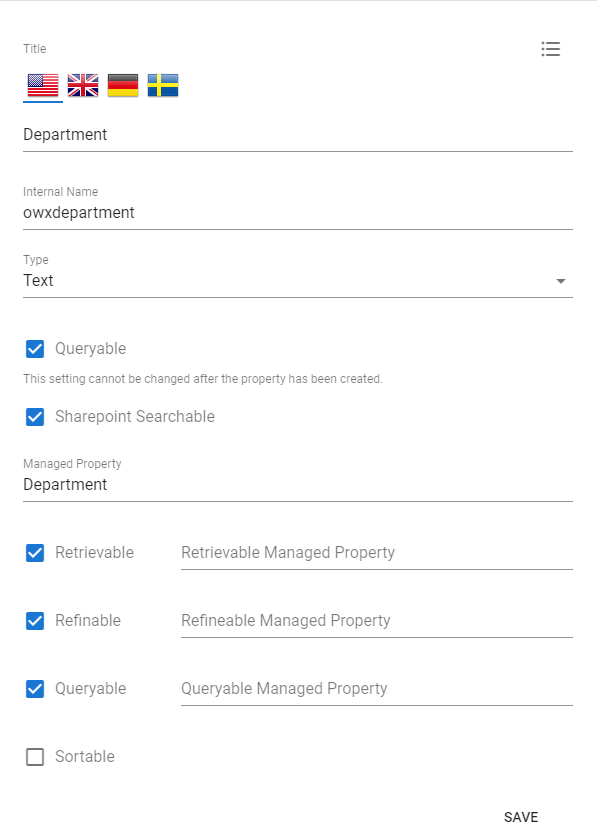 Title
Department
Internal Name
owxdepartment
Type
Text
Queryable
This setting cannot be changed after the property has been created.
Sharepoint Searchable
Managed Property
Department
Retrievable Retrievable Managed Property
Refinable Refineable Managed Property
Queryable Queryable Managed Property
Sortable
SAVE